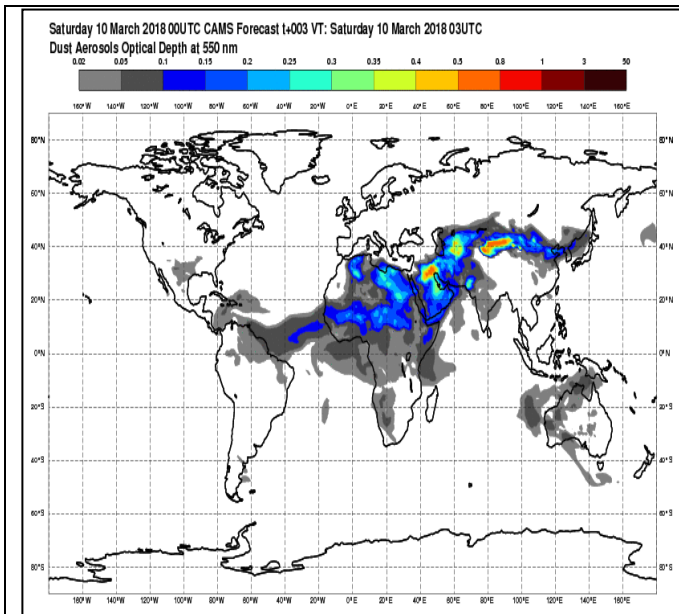 Saturday 10 March 2018 00UTC CAMS Forecast t+003 VT: Saturday 10 March 2018 03UTC
Dust Aerosols Optical Depth at 550 nm
0.02 0.05 0.1 0.15 0.2 0.25 0.3 0.35 0.4 0.5 0.8 1 3 50
160°W 140°W 120°W 100°W 80°W 60°W 40°W 20°W 0°E 20°E 40°E 60°E 80°E 100°E 120°E 140°E 160°E
80°N 80°N
60°N 60°N
40°N 40°N
20°N 20°N
0°N 0°N
20°S 20°S
40°S 40°S
60°S 60°S
80°S 80°S
160°W 140°W 120°W 100°W 80°W 60°W 40°W 20°W 0°E 20°E 40°E 60°E 80°E 100°E 120°E 140°E 160°E